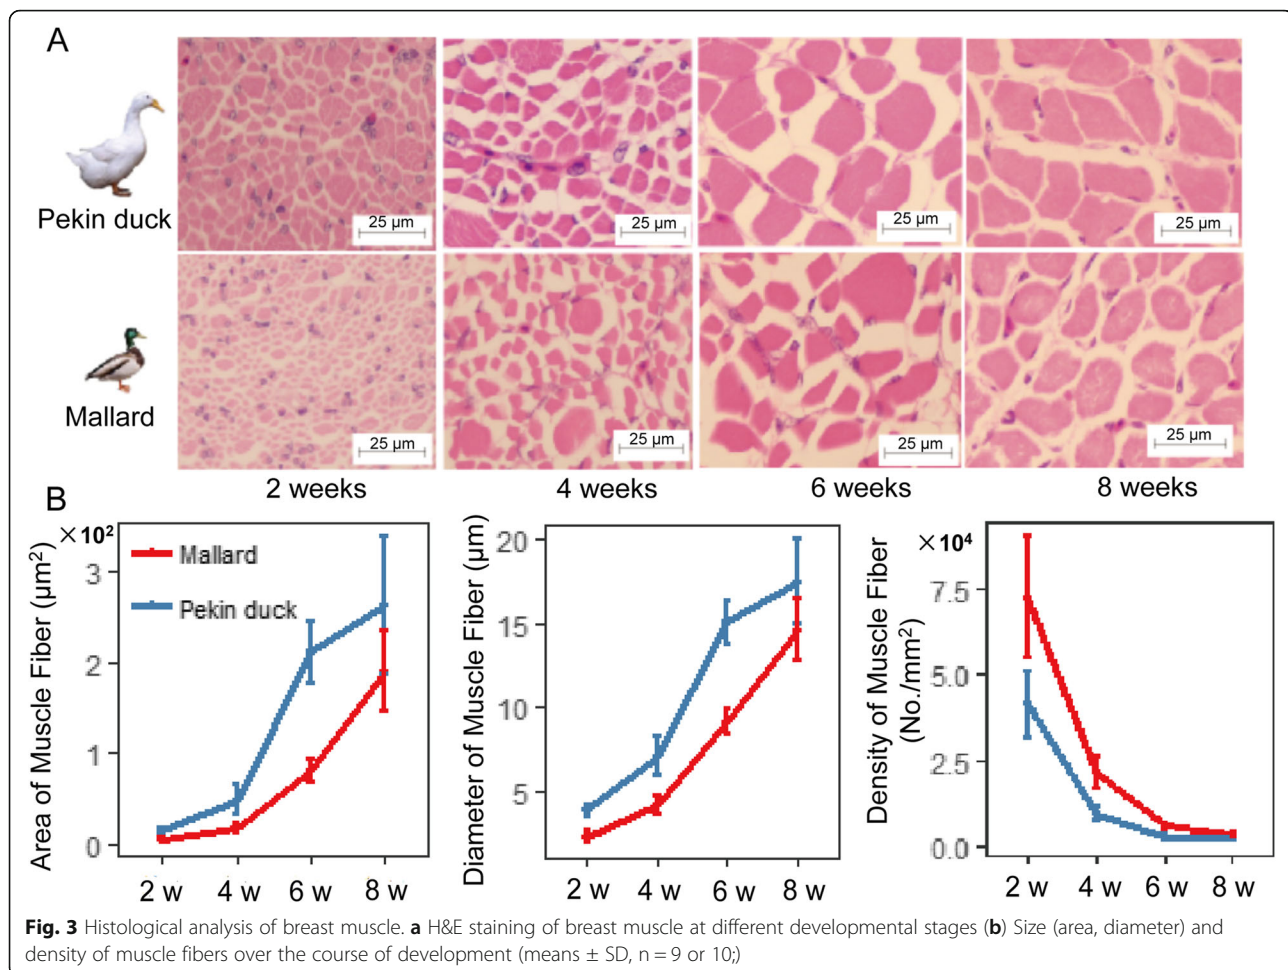 A
Pekin duck
25 µm
25 µm
25 µm
25 µm
Mallard
25 µm
25 µm
25 µm
25 µm
2 weeks
4 weeks
6 weeks
8 weeks
B
Area of Muscle Fiber (µm²)
×10²
3
2
1
0
Mallard
Pekin duck
2 w
4 w
6 w
8 w
Diameter of Muscle Fiber (µm)
20
15
10
5
2 w
4 w
6 w
8 w
Density of Muscle Fiber
(No./mm²)
×10⁴
7.5
5.0
2.5
0.0
2 w
4 w
6 w
8 w
Fig. 3 Histological analysis of breast muscle. a H&E staining of breast muscle at different developmental stages (b) Size (area, diameter) and
density of muscle fibers over the course of development (means ± SD, n = 9 or 10;)